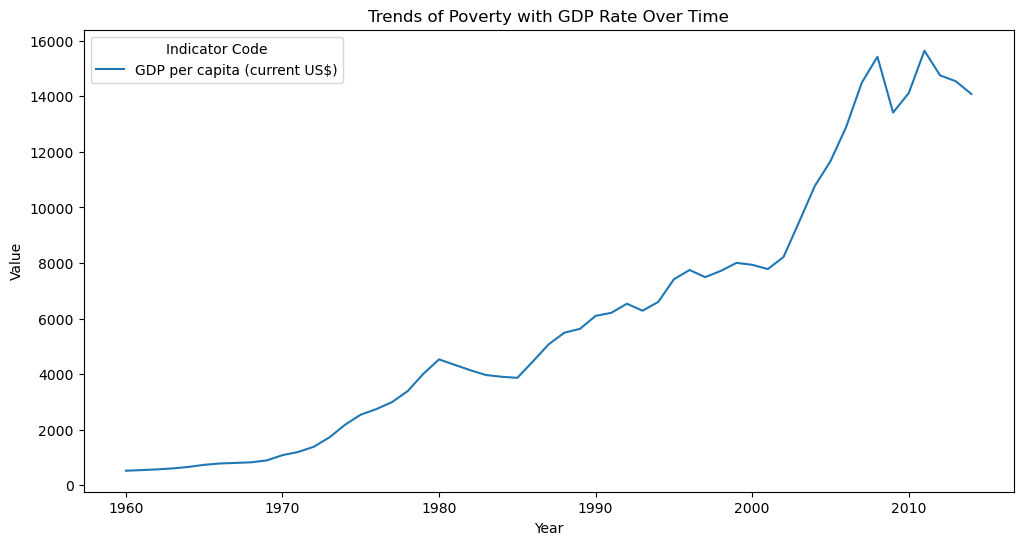 Trends of Poverty with GDP Rate Over Time
Indicator Code
GDP per capita (current US$)
16000
14000
12000
10000
8000
6000
4000
2000
0
Value
1960 1970 1980 1990 2000 2010
Year